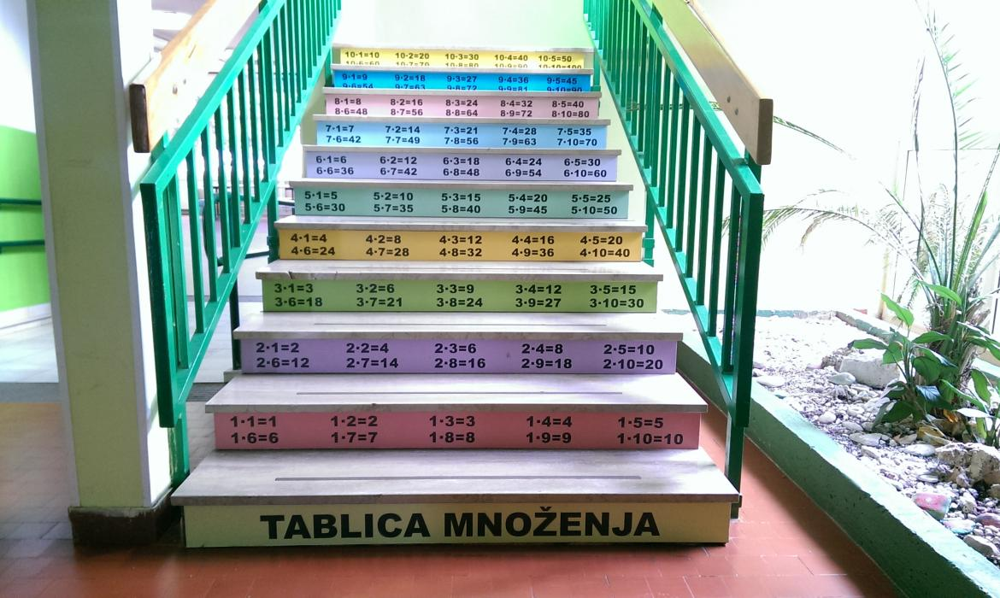 10·1=10 10·2=20 10·3=30 10·4=40 10·5=50
10·6=60 10·7=70 10·8=80 10·9=90 10·10=100
9·1=9 9·2=18 9·3=27 9·4=36 9·5=45
9·6=54 9·7=63 9·8=72 9·9=81 9·10=90
8·1=8 8·2=16 8·3=24 8·4=32 8·5=40
8·6=48 8·7=56 8·8=64 8·9=72 8·10=80
7·1=7 7·2=14 7·3=21 7·4=28 7·5=35
7·6=42 7·7=49 7·8=56 7·9=63 7·10=70
6·1=6 6·2=12 6·3=18 6·4=24 6·5=30
6·6=36 6·7=42 6·8=48 6·9=54 6·10=60
5·1=5 5·2=10 5·3=15 5·4=20 5·5=25
5·6=30 5·7=35 5·8=40 5·9=45 5·10=50
4·1=4 4·2=8 4·3=12 4·4=16 4·5=20
4·6=24 4·7=28 4·8=32 4·9=36 4·10=40
3·1=3 3·2=6 3·3=9 3·4=12 3·5=15
3·6=18 3·7=21 3·8=24 3·9=27 3·10=30
2·1=2 2·2=4 2·3=6 2·4=8 2·5=10
2·6=12 2·7=14 2·8=16 2·9=18 2·10=20
1·1=1 1·2=2 1·3=3 1·4=4 1·5=5
1·6=6 1·7=7 1·8=8 1·9=9 1·10=10
TABLICA MNOŽENJA